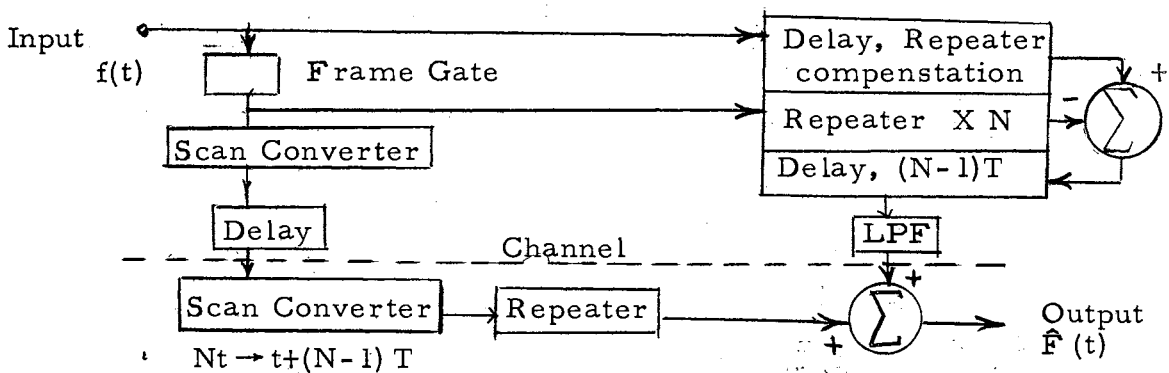 Input
f(t)
Frame Gate
Scan Converter
Delay
Delay, Repeater
compenstation
Repeater X N
Delay, (N-1)T
+
-
Σ
LPF
Channel
Scan Converter
Nt → t+(N-1) T
Repeater
+
+
Σ
Output
F̂ (t)